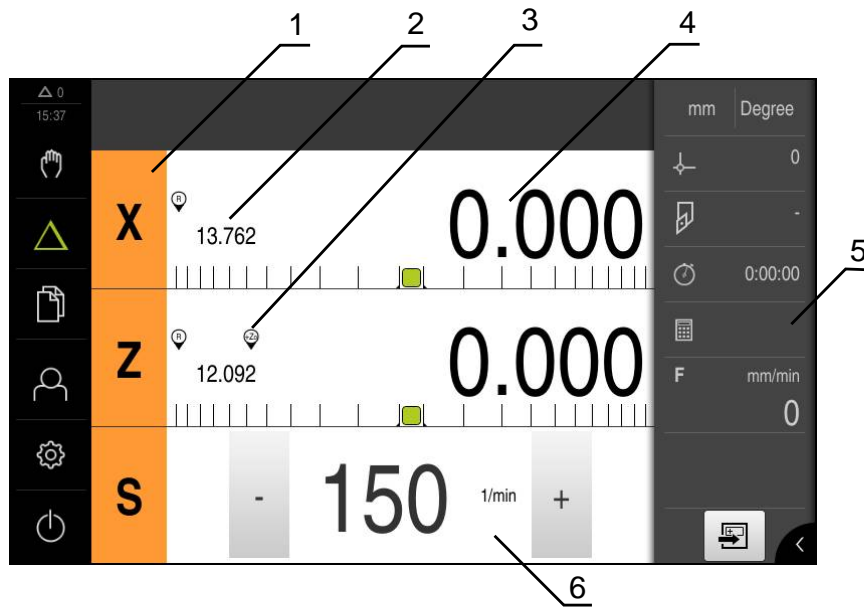 1 2 3 4
0
15:37
mm Degree
0
X R 13.762 0.000
-
5
0:00:00
Z R +Z0 12.092 0.000
F mm/min
0
S - 150 1/min +
6